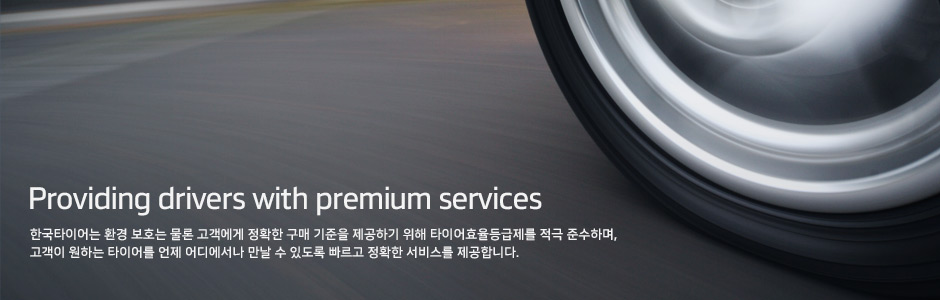 Providing drivers with premium services
한국타이어는 환경 보호는 물론 고객에게 정확한 구매 기준을 제공하기 위해 타이어효율등급제를 적극 준수하며,
고객이 원하는 타이어를 언제 어디에서나 만날 수 있도록 빠르고 정확한 서비스를 제공합니다.